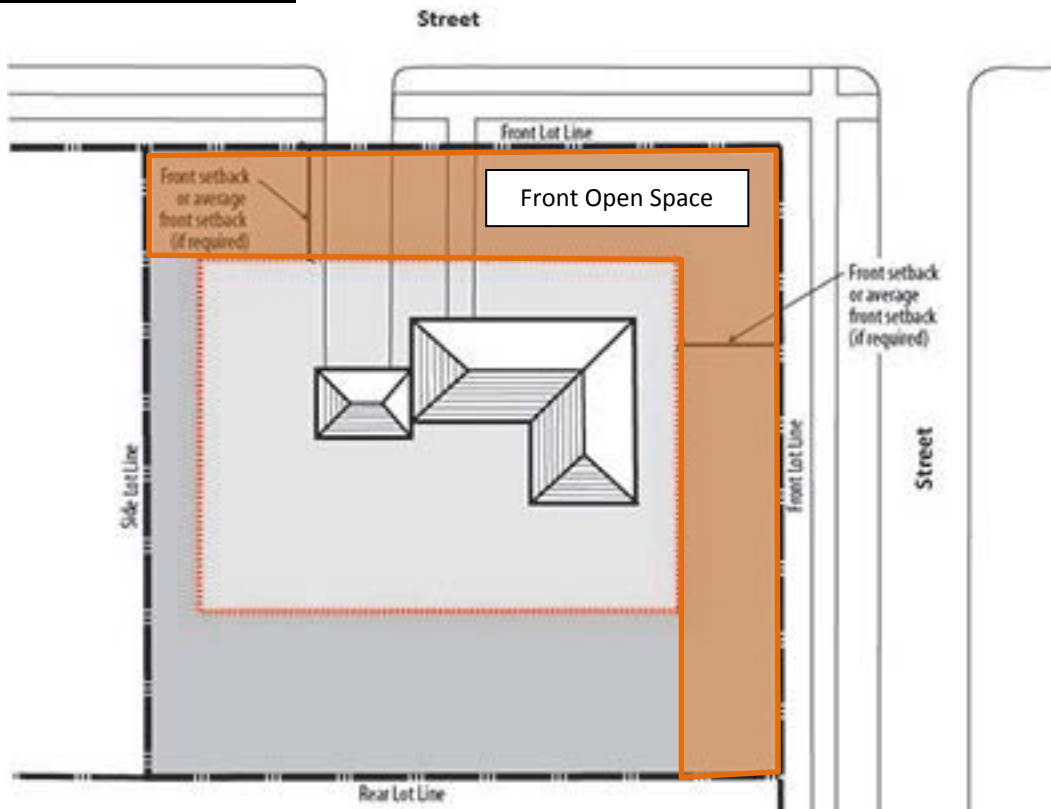 Street
Front Lot Line
Front setback
or average
front setback
(if required)
Front Open Space
Front setback
or average
front setback
(if required)
Side Lot Line
Front Lot Line
Street
Rear Lot Line